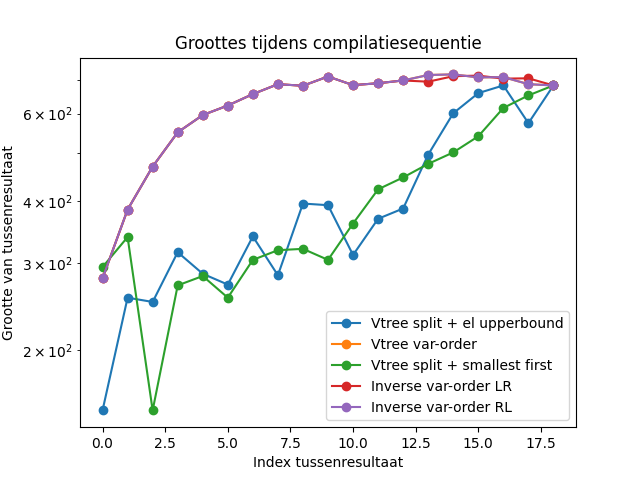 Groottes tijdens compilatiesequentie
Grootte van tussenresultaat
6 × 10²
4 × 10²
3 × 10²
2 × 10²
Vtree split + el upperbound
Vtree var-order
Vtree split + smallest first
Inverse var-order LR
Inverse var-order RL
0.0 2.5 5.0 7.5 10.0 12.5 15.0 17.5
Index tussenresultaat